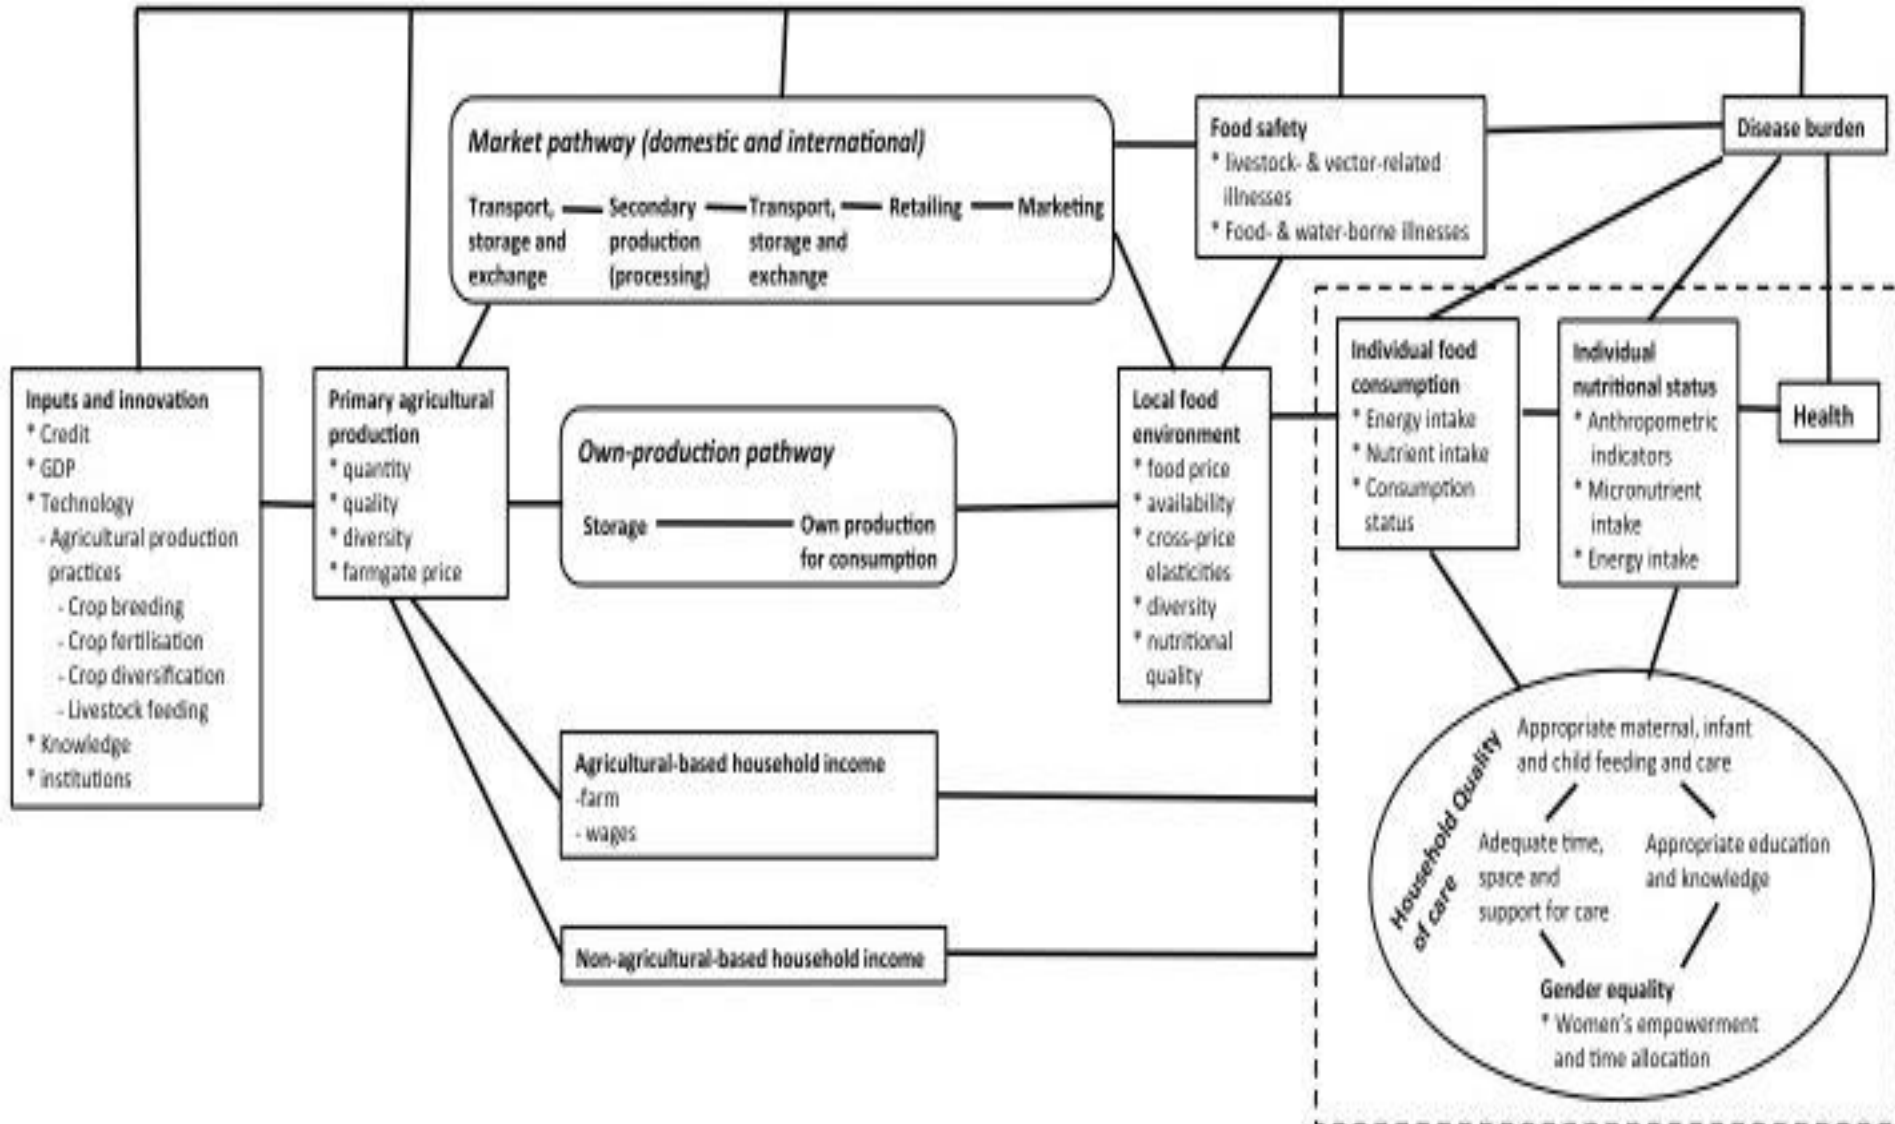 Market pathway (domestic and international)
Transport,
storage and
exchange
Secondary
production
(processing)
Transport,
storage and
exchange
Retailing
Marketing
Food safety
* livestock- & vector-related
illnesses
* Food- & water-borne illnesses
Disease burden
Inputs and innovation
* Credit
* GDP
* Technology
- Agricultural production
practices
- Crop breeding
- Crop fertilisation
- Crop diversification
- Livestock feeding
* Knowledge
* institutions
Primary agricultural
production
* quantity
* quality
* diversity
* farmgate price
Own-production pathway
Storage
Own production
for consumption
Local food
environment
* food price
* availability
* cross-price
elasticities
* diversity
* nutritional
quality
Individual food
consumption
* Energy intake
* Nutrient intake
* Consumption
status
Individual
nutritional status
* Anthropometric
indicators
* Micronutrient
intake
* Energy intake
Health
Agricultural-based household income
-farm
- wages
Non-agricultural-based household income
Household Quality
of care
Appropriate maternal, infant
and child feeding and care
Adequate time,
space and
support for care
Appropriate education
and knowledge
Gender equality
* Women's empowerment
and time allocation